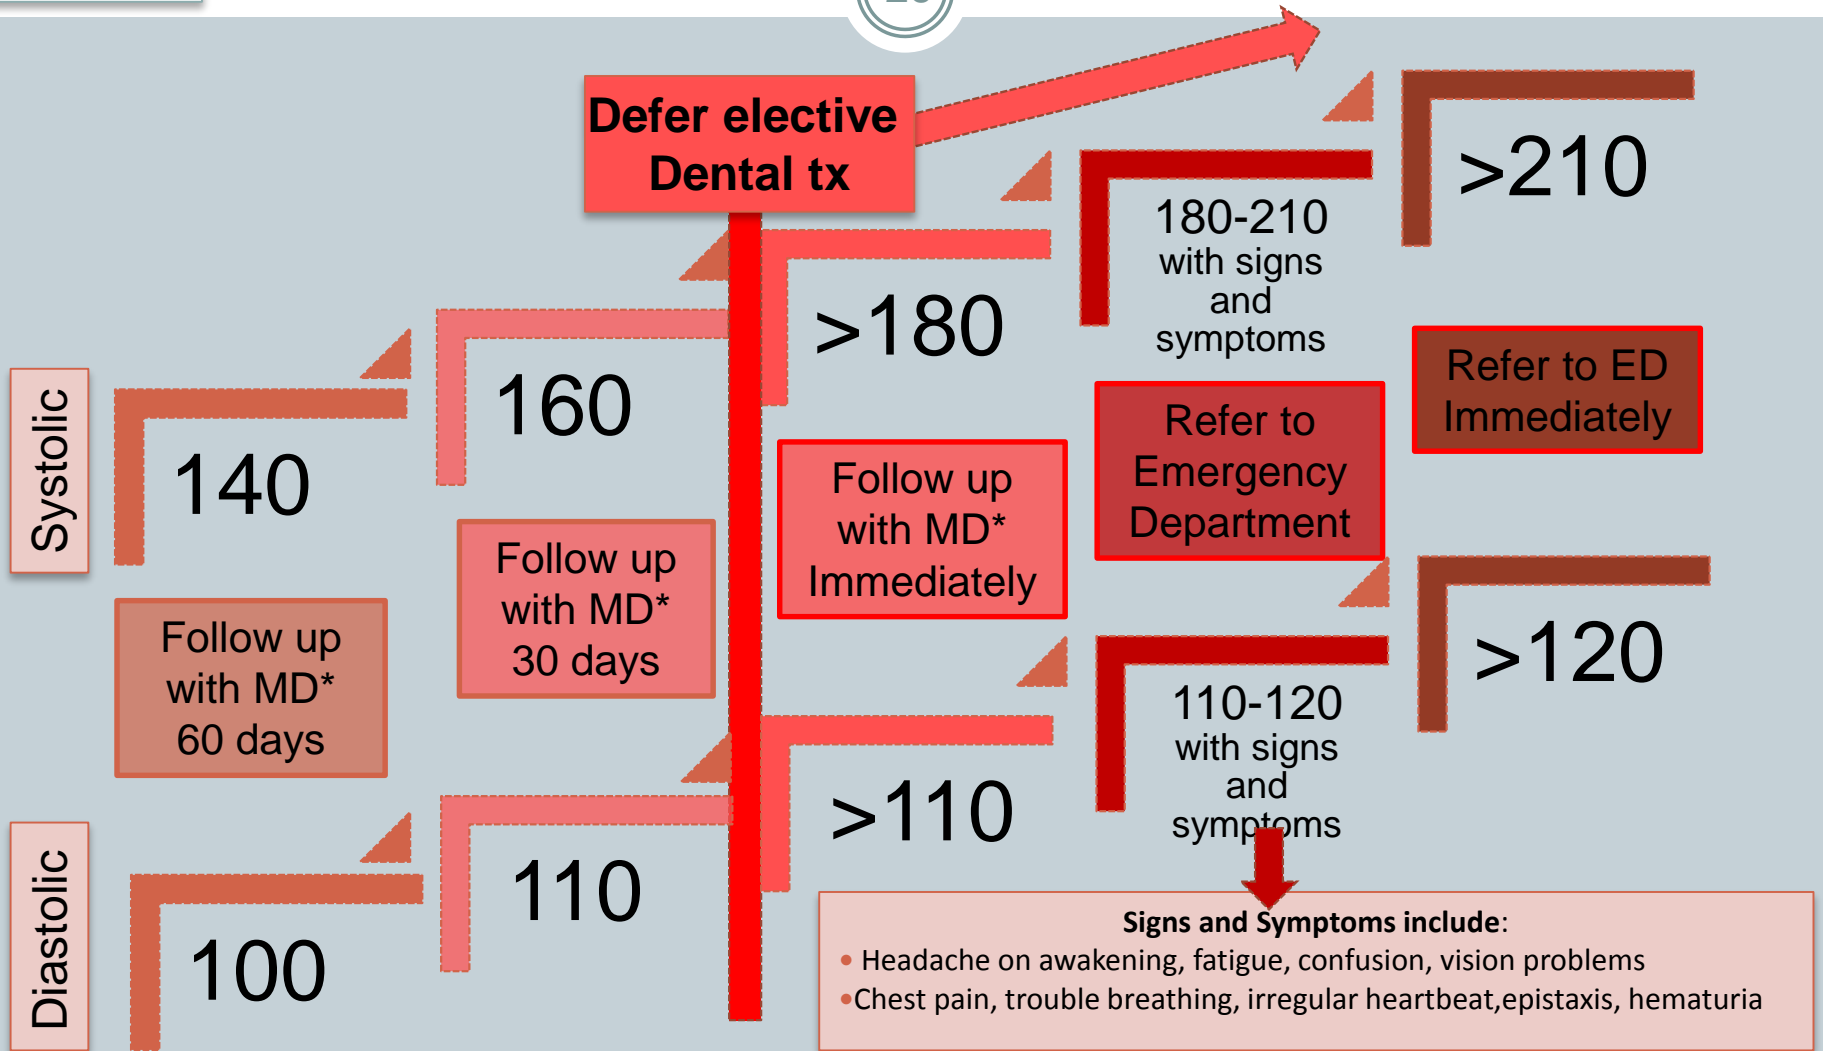 Defer elective
Dental tx
Systolic
140
160
>180
180-210
with signs
and
symptoms
>210
Follow up
with MD*
60 days
Follow up
with MD*
30 days
Follow up
with MD*
Immediately
Refer to
Emergency
Department
Refer to ED
Immediately
Diastolic
100
110
>110
110-120
with signs
and
symptoms
>120
Signs and Symptoms include:
• Headache on awakening, fatigue, confusion, vision problems
•Chest pain, trouble breathing, irregular heartbeat,epistaxis, hematuria